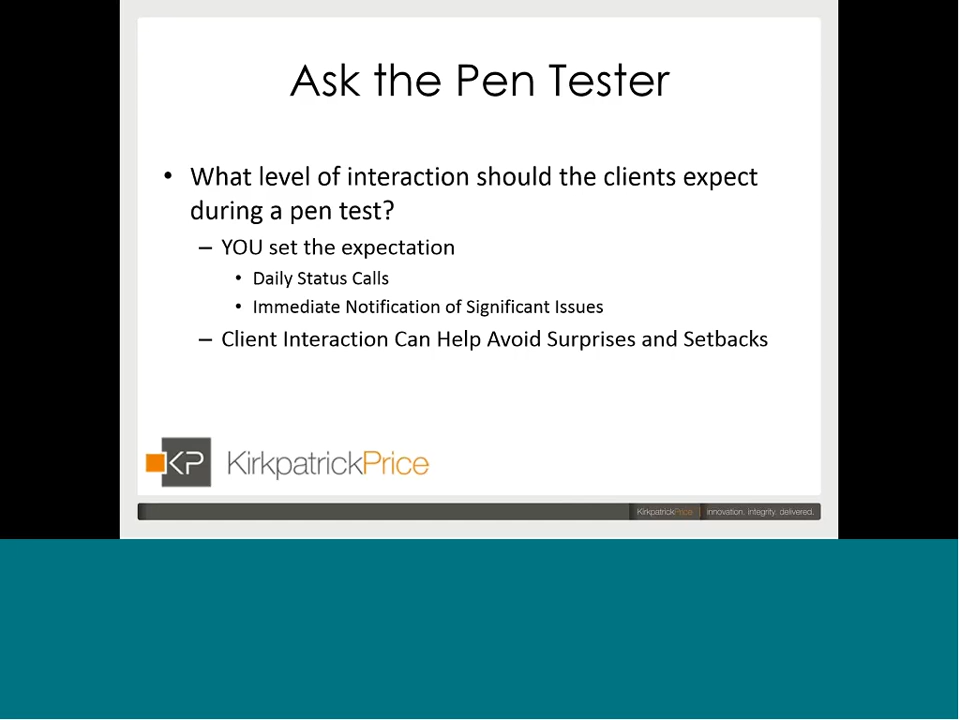 Ask the Pen Tester
• What level of interaction should the clients expect
during a pen test?
– YOU set the expectation
• Daily Status Calls
• Immediate Notification of Significant Issues
– Client Interaction Can Help Avoid Surprises and Setbacks
KP KirkpatrickPrice
KirkpatrickPrice innovation. integrity. delivered.